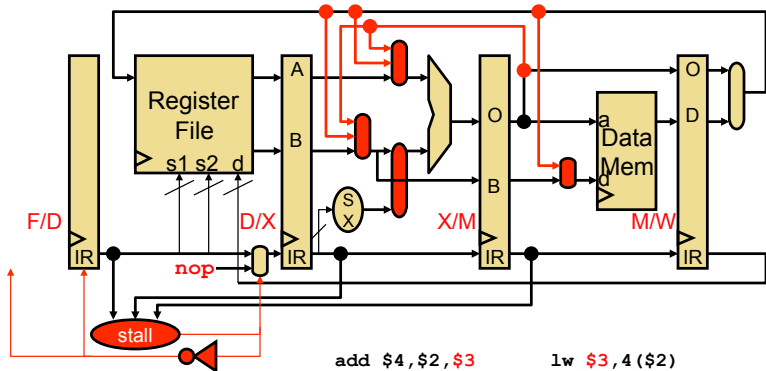 A
O
O
Register
File
B
O
a
D
Data
Mem
s1 s2 d
S
X
B
d
F/D
D/X
X/M
M/W
IR
IR
IR
IR
nop
stall
add $4,$2,$3
lw $3,4($2)